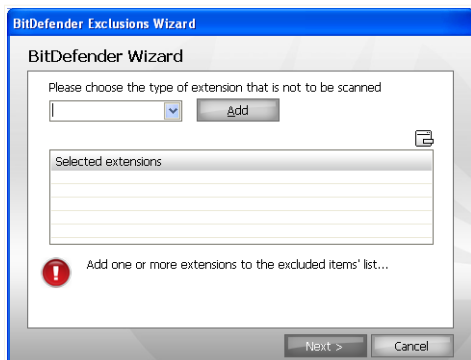 BitDefender Exclusions Wizard
BitDefender Wizard
Please choose the type of extension that is not to be scanned
Add
Selected extensions
Add one or more extensions to the excluded items' list...
Next > Cancel